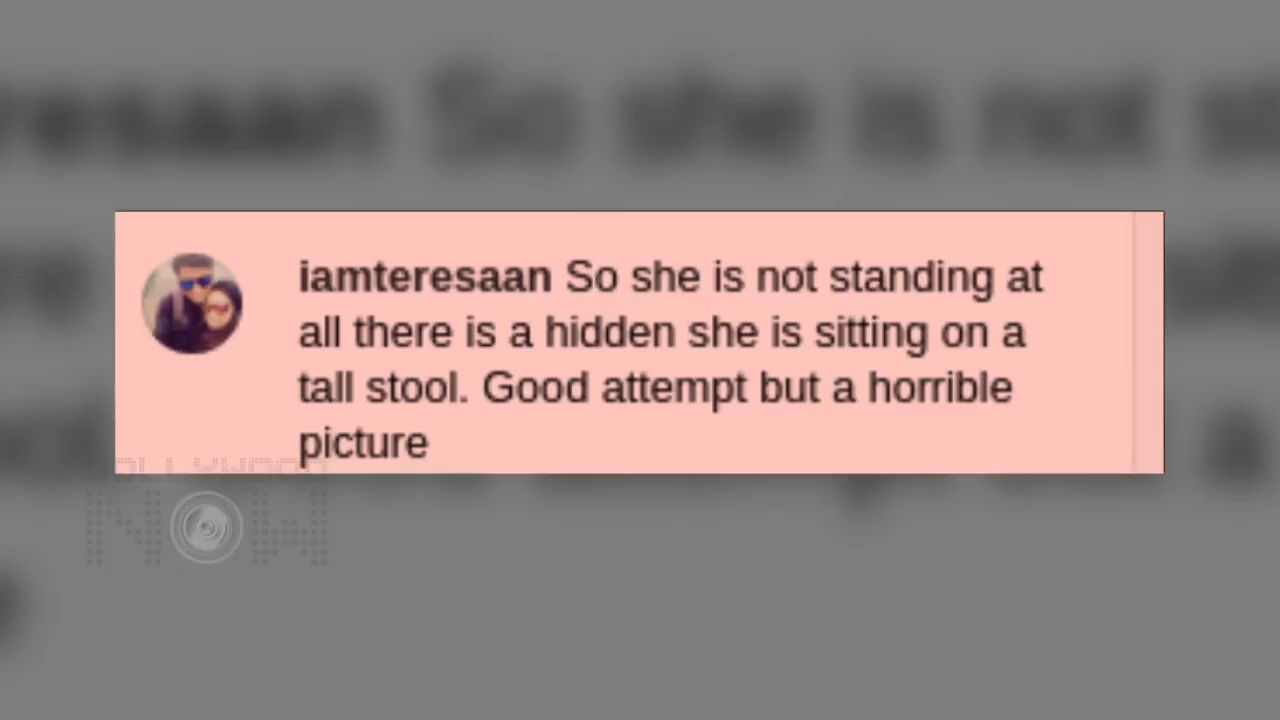 iamteresaan So she is not standing at
all there is a hidden she is sitting on a
tall stool. Good attempt but a horrible
picture
NOW